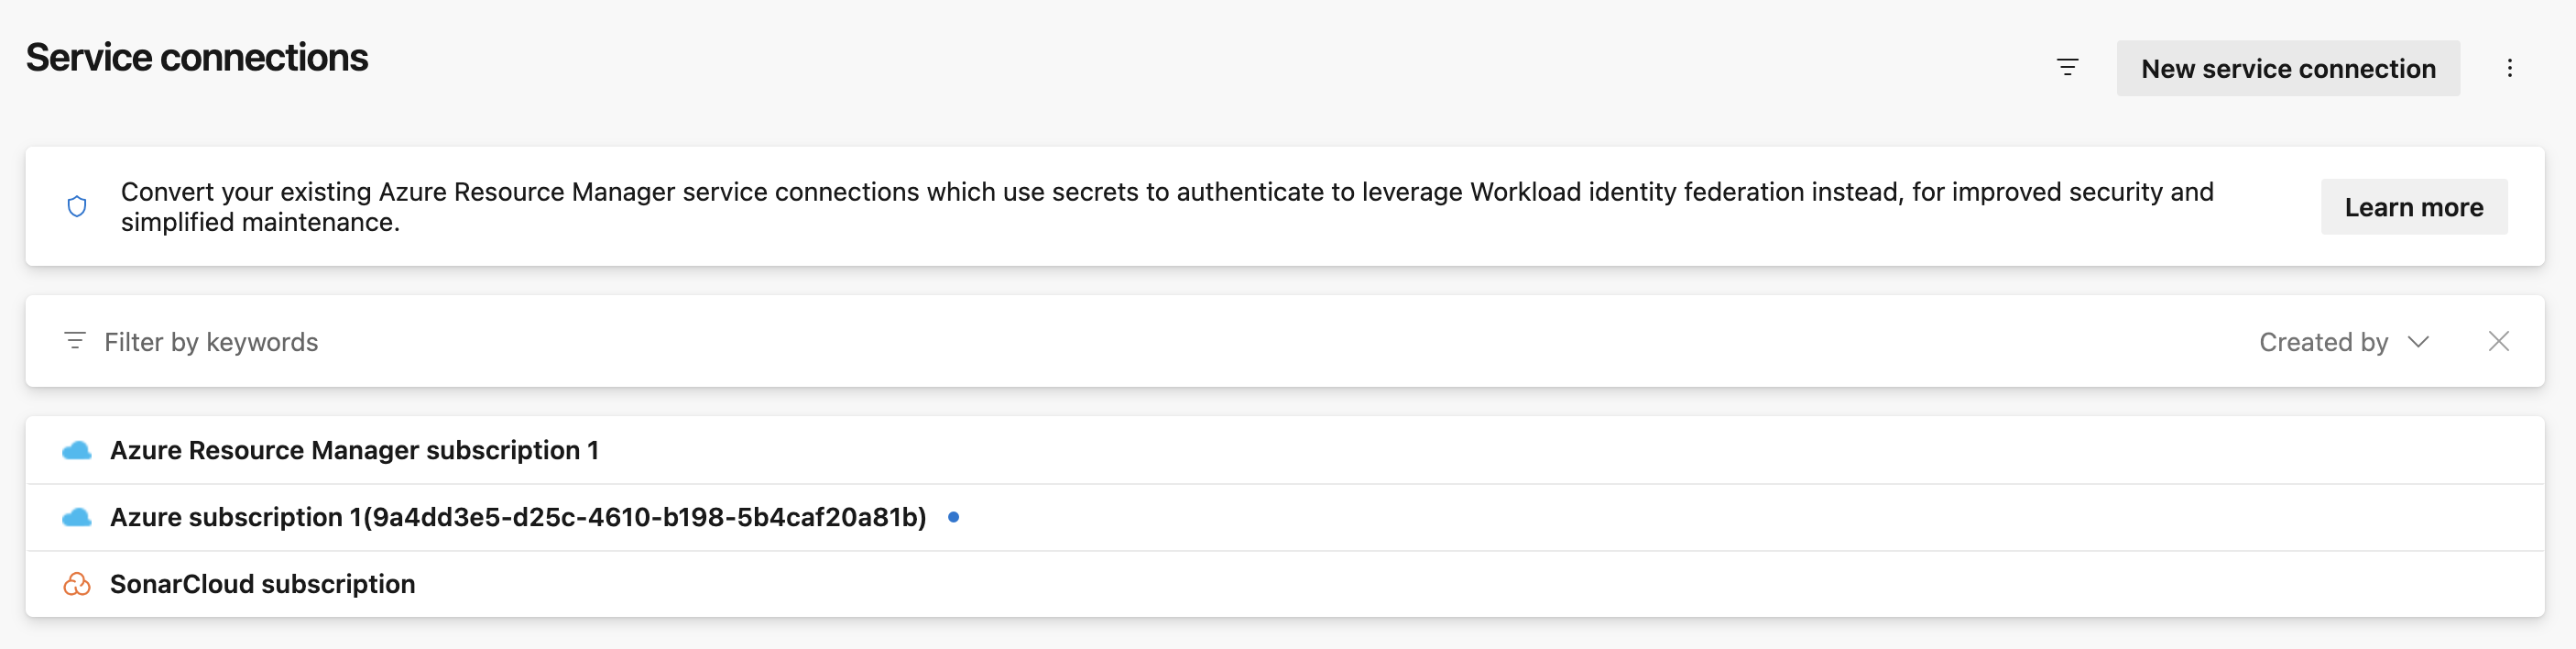 Service connections
New service connection
Convert your existing Azure Resource Manager service connections which use secrets to authenticate to leverage Workload identity federation instead, for improved security and
simplified maintenance.
Learn more
Filter by keywords
Created by
Azure Resource Manager subscription 1
Azure subscription 1(9a4dd3e5-d25c-4610-b198-5b4caf20a81b)
SonarCloud subscription